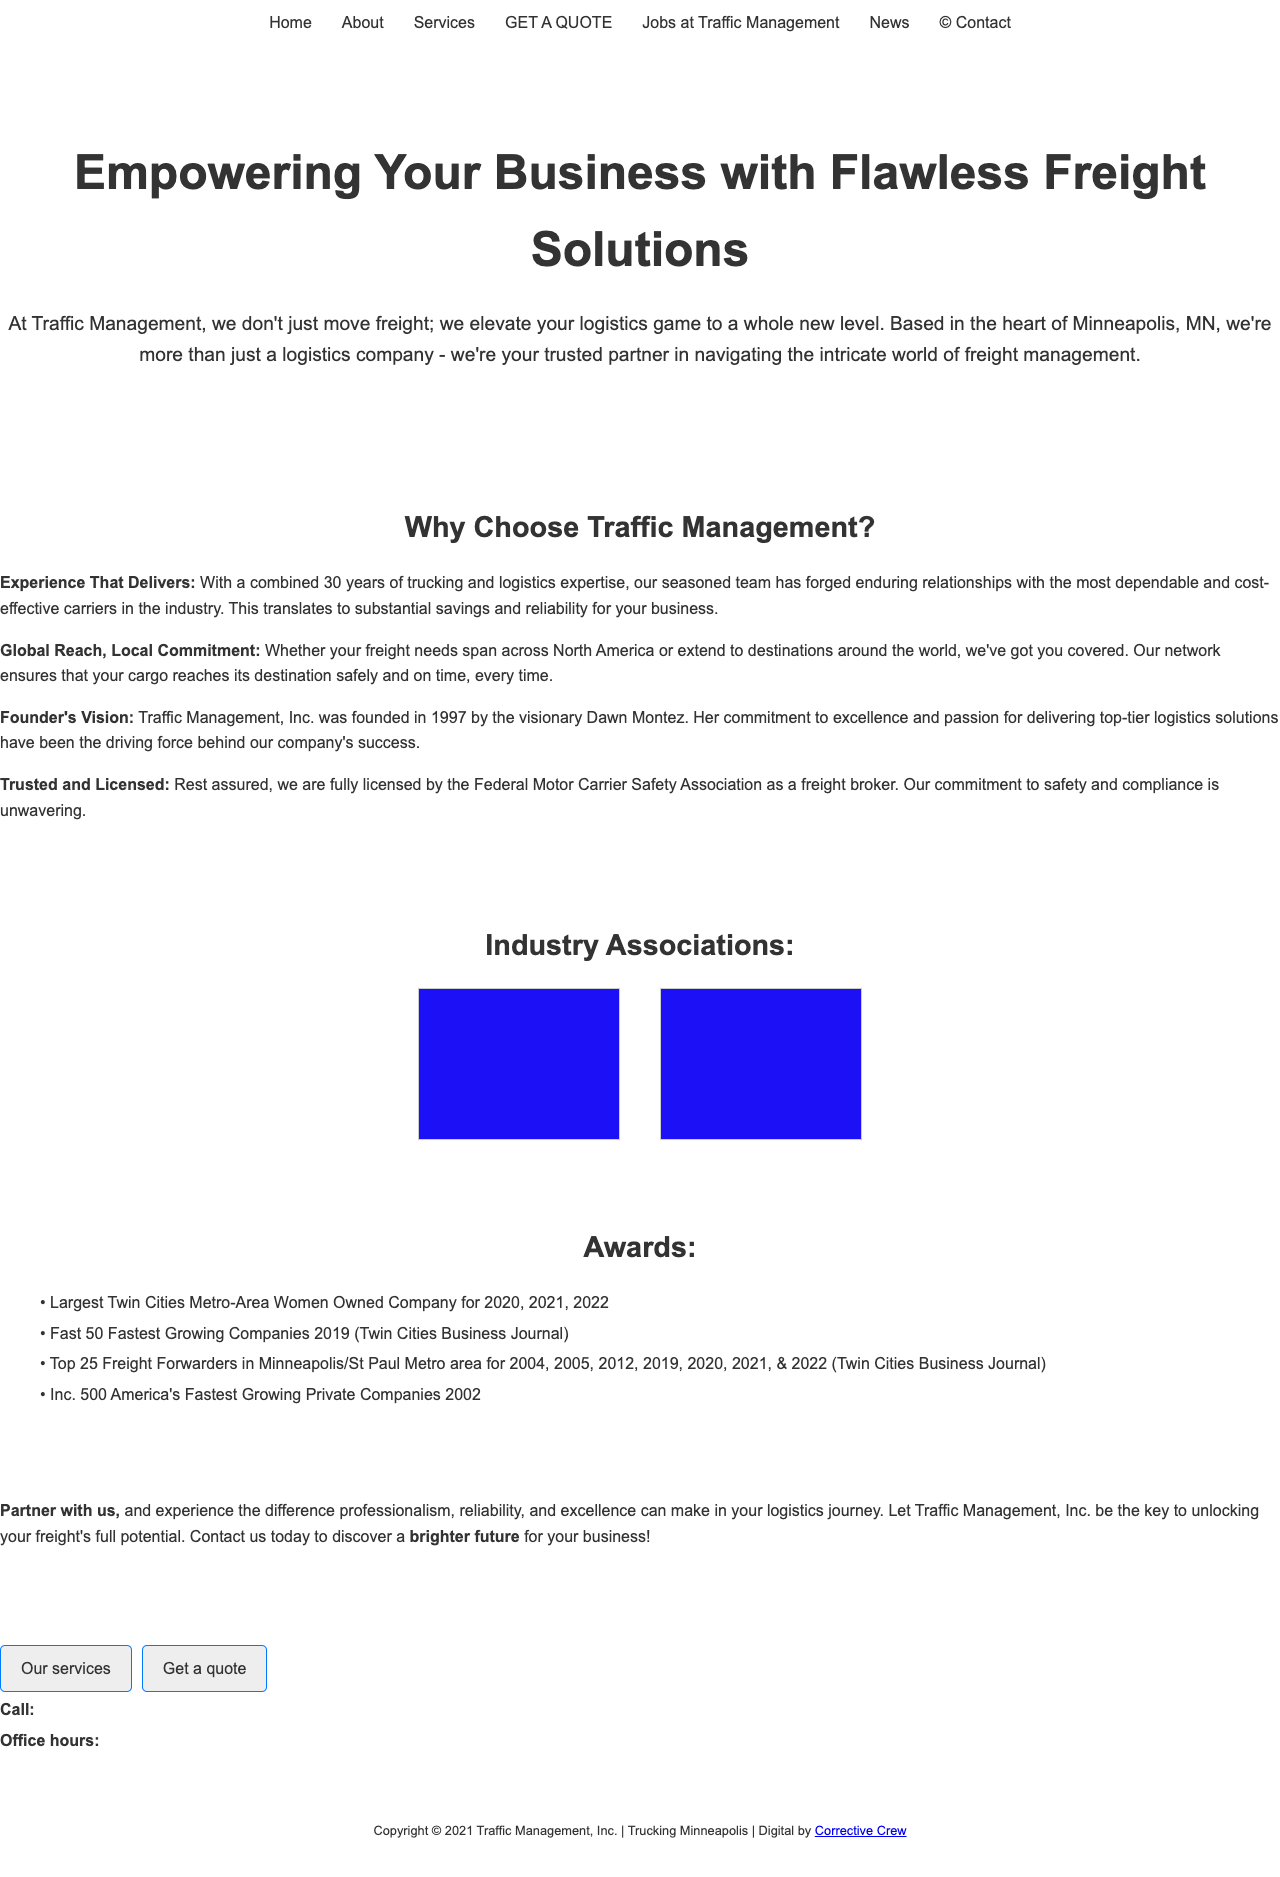 Home About Services GET A QUOTE Jobs at Traffic Management News © Contact
Empowering Your Business with Flawless Freight
Solutions
At Traffic Management, we don't just move freight; we elevate your logistics game to a whole new level. Based in the heart of Minneapolis, MN, we're
more than just a logistics company - we're your trusted partner in navigating the intricate world of freight management.
Why Choose Traffic Management?
Experience That Delivers: With a combined 30 years of trucking and logistics expertise, our seasoned team has forged enduring relationships with the most dependable and cost-
effective carriers in the industry. This translates to substantial savings and reliability for your business.
Global Reach, Local Commitment: Whether your freight needs span across North America or extend to destinations around the world, we've got you covered. Our network
ensures that your cargo reaches its destination safely and on time, every time.
Founder's Vision: Traffic Management, Inc. was founded in 1997 by the visionary Dawn Montez. Her commitment to excellence and passion for delivering top-tier logistics solutions
have been the driving force behind our company's success.
Trusted and Licensed: Rest assured, we are fully licensed by the Federal Motor Carrier Safety Association as a freight broker. Our commitment to safety and compliance is
unwavering.
Industry Associations:
Awards:
• Largest Twin Cities Metro-Area Women Owned Company for 2020, 2021, 2022
• Fast 50 Fastest Growing Companies 2019 (Twin Cities Business Journal)
• Top 25 Freight Forwarders in Minneapolis/St Paul Metro area for 2004, 2005, 2012, 2019, 2020, 2021, & 2022 (Twin Cities Business Journal)
• Inc. 500 America's Fastest Growing Private Companies 2002
Partner with us, and experience the difference professionalism, reliability, and excellence can make in your logistics journey. Let Traffic Management, Inc. be the key to unlocking
your freight's full potential. Contact us today to discover a brighter future for your business!
Our services Get a quote
Call:
Office hours:
Copyright © 2021 Traffic Management, Inc. | Trucking Minneapolis | Digital by Corrective Crew